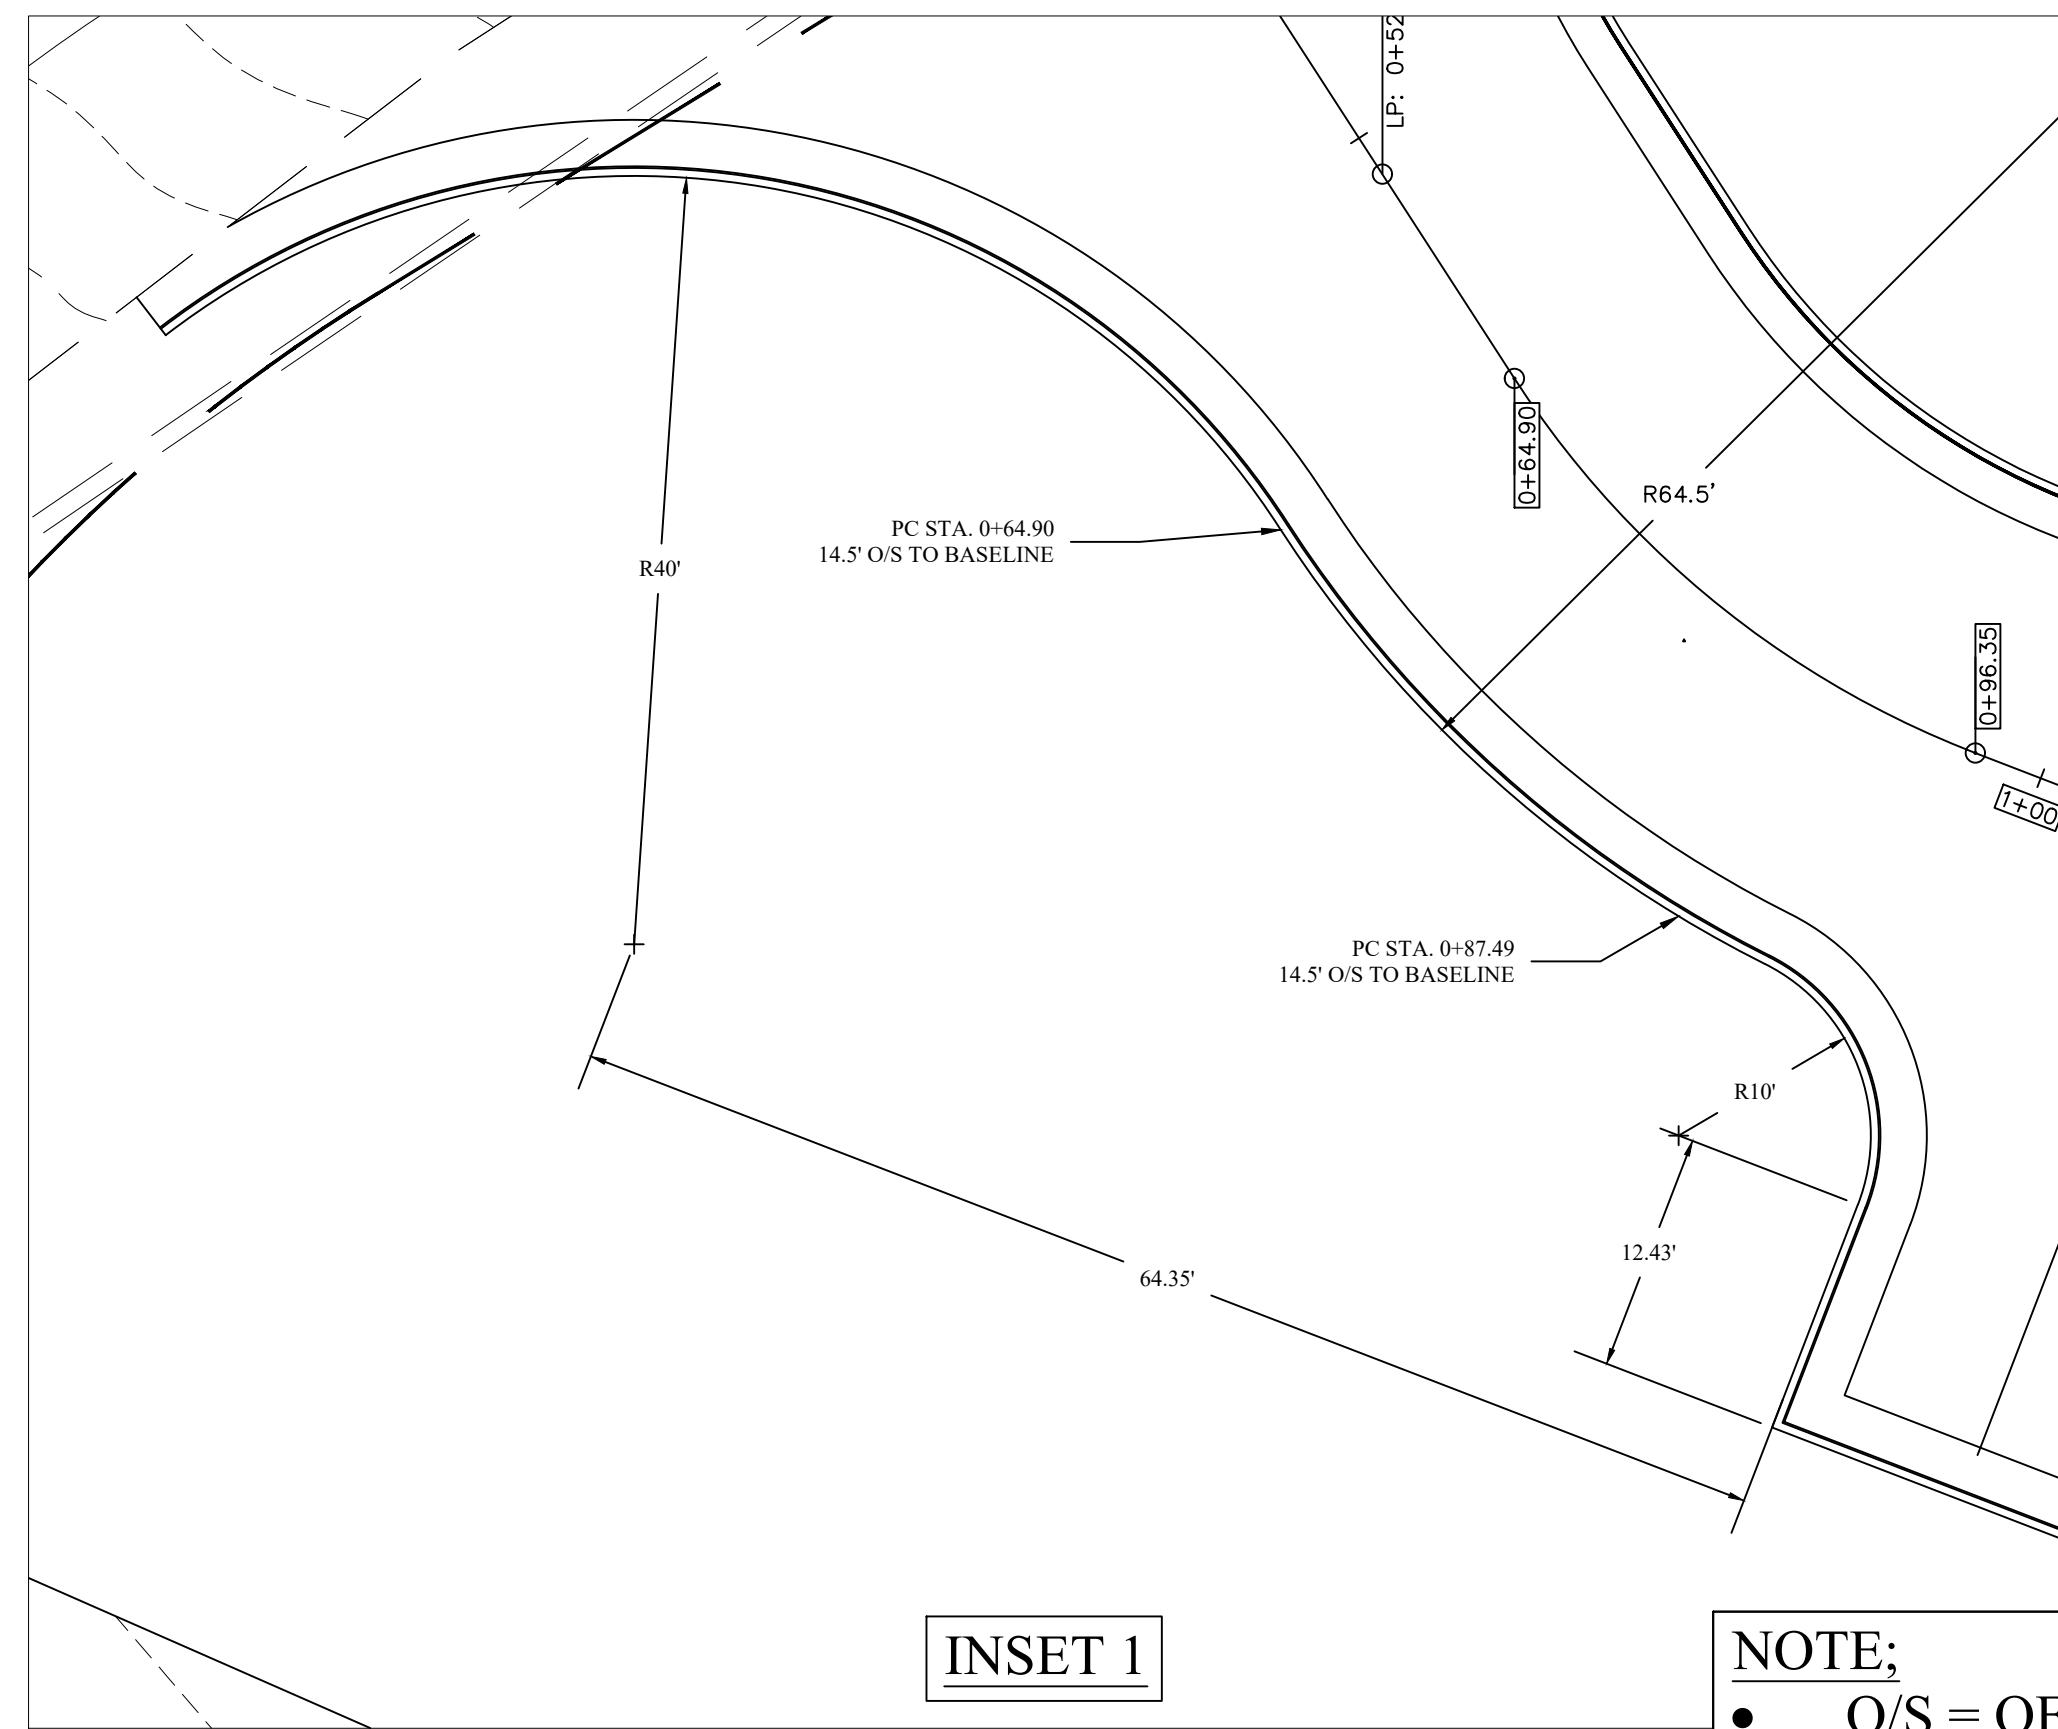 LP: 0+52
0+64.90
R64.5'
PC STA. 0+64.90
14.5' O/S TO BASELINE
R40'
0+96.35
1+00
PC STA. 0+87.49
14.5' O/S TO BASELINE
R10'
12.43'
64.35'
INSET 1
NOTE;
• O/S =